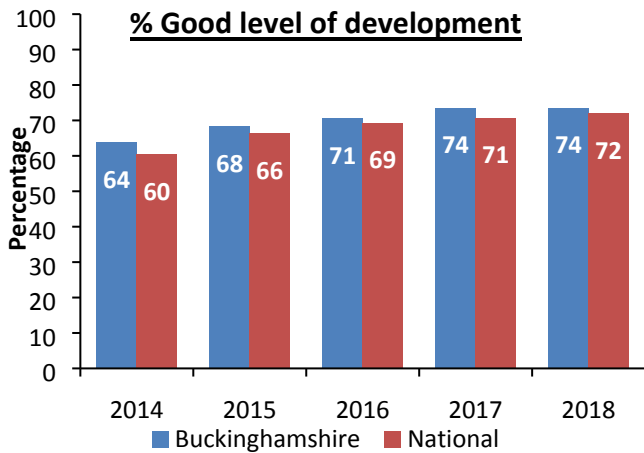 % Good level of development
Percentage
100
90
80
70
60
50
40
30
20
10
0
64 60 68 66 71 69 74 71 74 72
2014 2015 2016 2017 2018
Buckinghamshire National